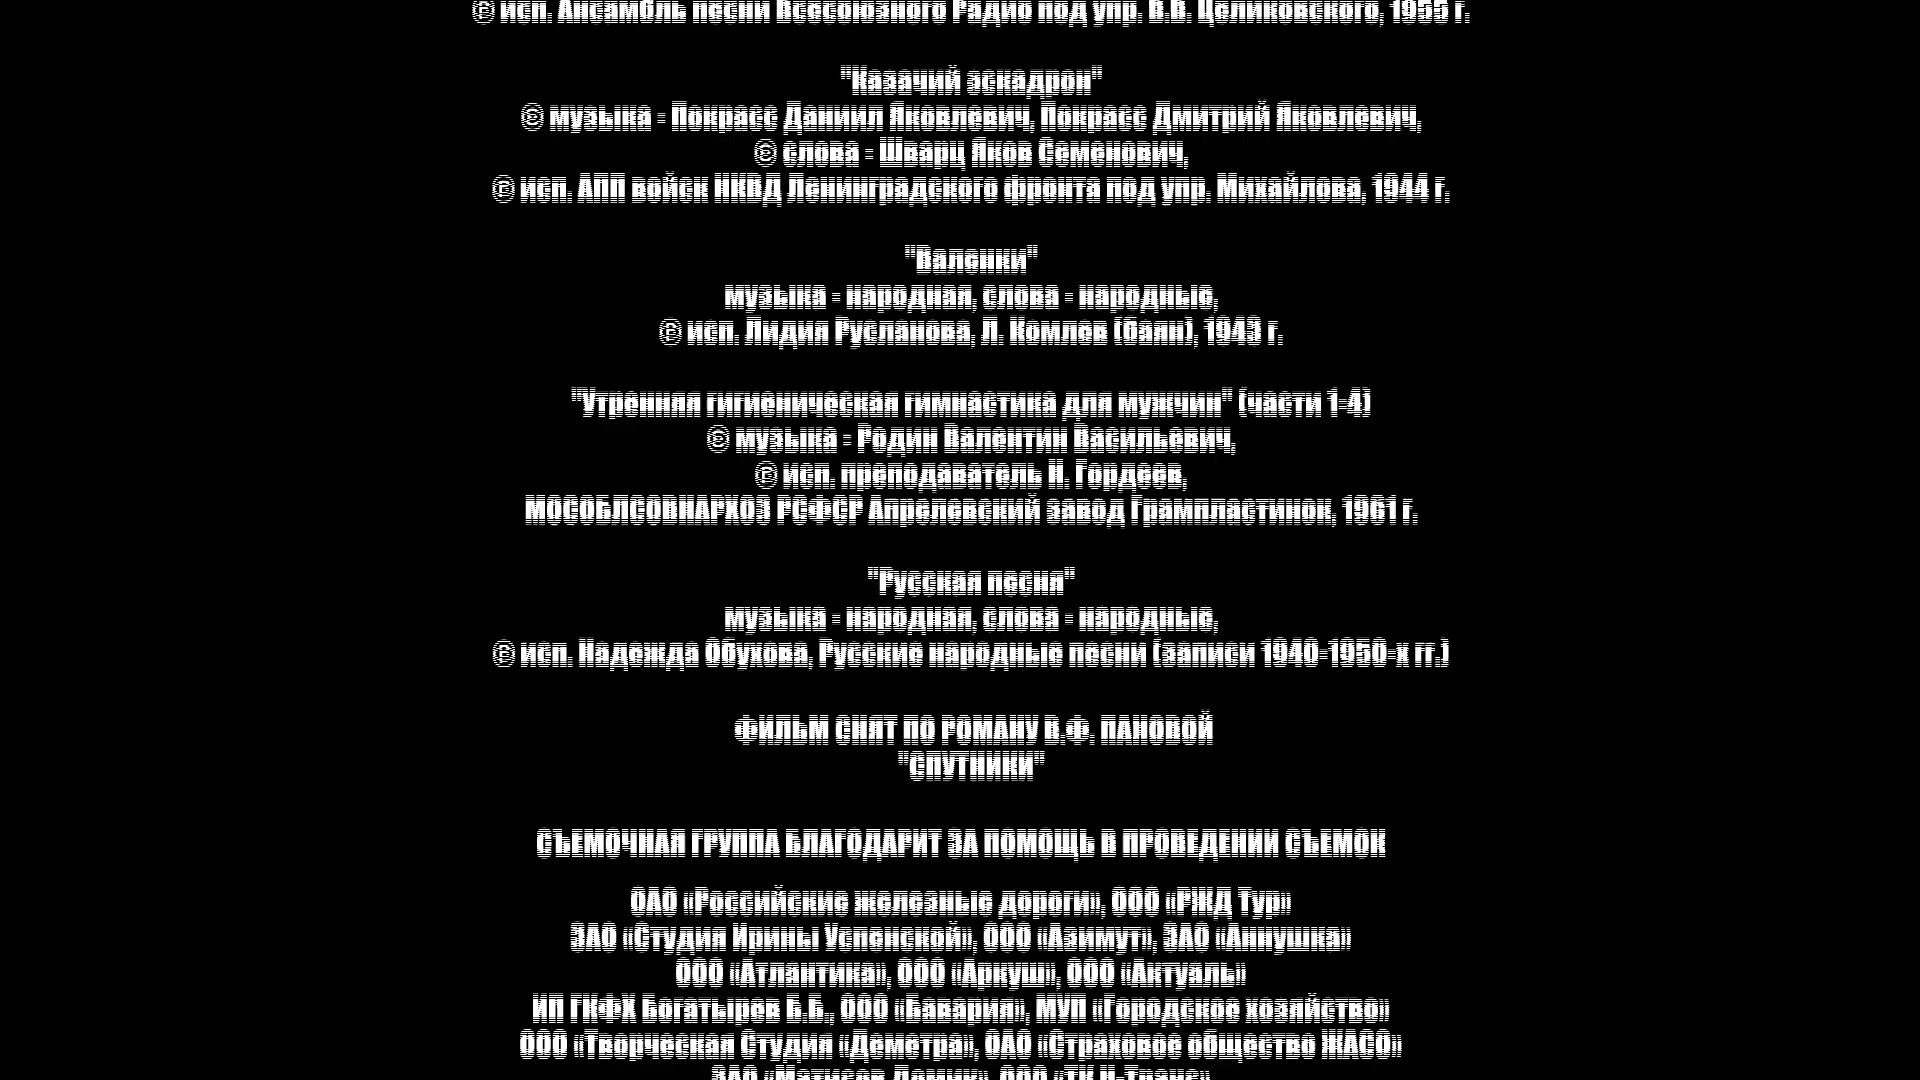 ℗ исп. Ансамбль песни Всесоюзного Радио под упр. В.В. Целиковского, 1955 г.
"Казачий эскадрон"
© музыка - Покрасс Даниил Яковлевич, Покрасс Дмитрий Яковлевич,
© слова - Шварц Яков Семенович,
℗ исп. АПП войск НКВД Ленинградского фронта под упр. Михайлова, 1944 г.
"Валенки"
музыка - народная, слова - народные,
℗ исп. Лидия Русланова, Л. Комлев (баян), 1943 г.
"Утренняя гигиеническая гимнастика для мужчин" (части 1-4)
© музыка - Родин Валентин Васильевич,
℗ исп. преподаватель Н. Гордеев,
МОСОБЛСОВНАРХОЗ РСФСР Апрелевский завод Грампластинок, 1961 г.
"Русская песня"
музыка - народная, слова - народные,
℗ исп. Надежда Обухова, Русские народные песни (записи 1940-1950-х гг.)
ФИЛЬМ СНЯТ ПО РОМАНУ В.Ф. ПАНОВОЙ
"СПУТНИКИ"
СЪЕМОЧНАЯ ГРУППА БЛАГОДАРИТ ЗА ПОМОЩЬ В ПРОВЕДЕНИИ СЪЕМОК
ОАО «Российские железные дороги», ООО «РЖД Тур»
ЗАО «Студия Ирины Успенской», ООО «Азимут», ЗАО «Аннушка»
ООО «Атлантика», ООО «Аркуш», ООО «Актуаль»
ИП ГКФХ Богатырев Б.Б., ООО «Бавария», МУП «Городское хозяйство»
ООО «Творческая Студия «Деметра», ОАО «Страховое общество ЖАСО»
ЗАО ООО